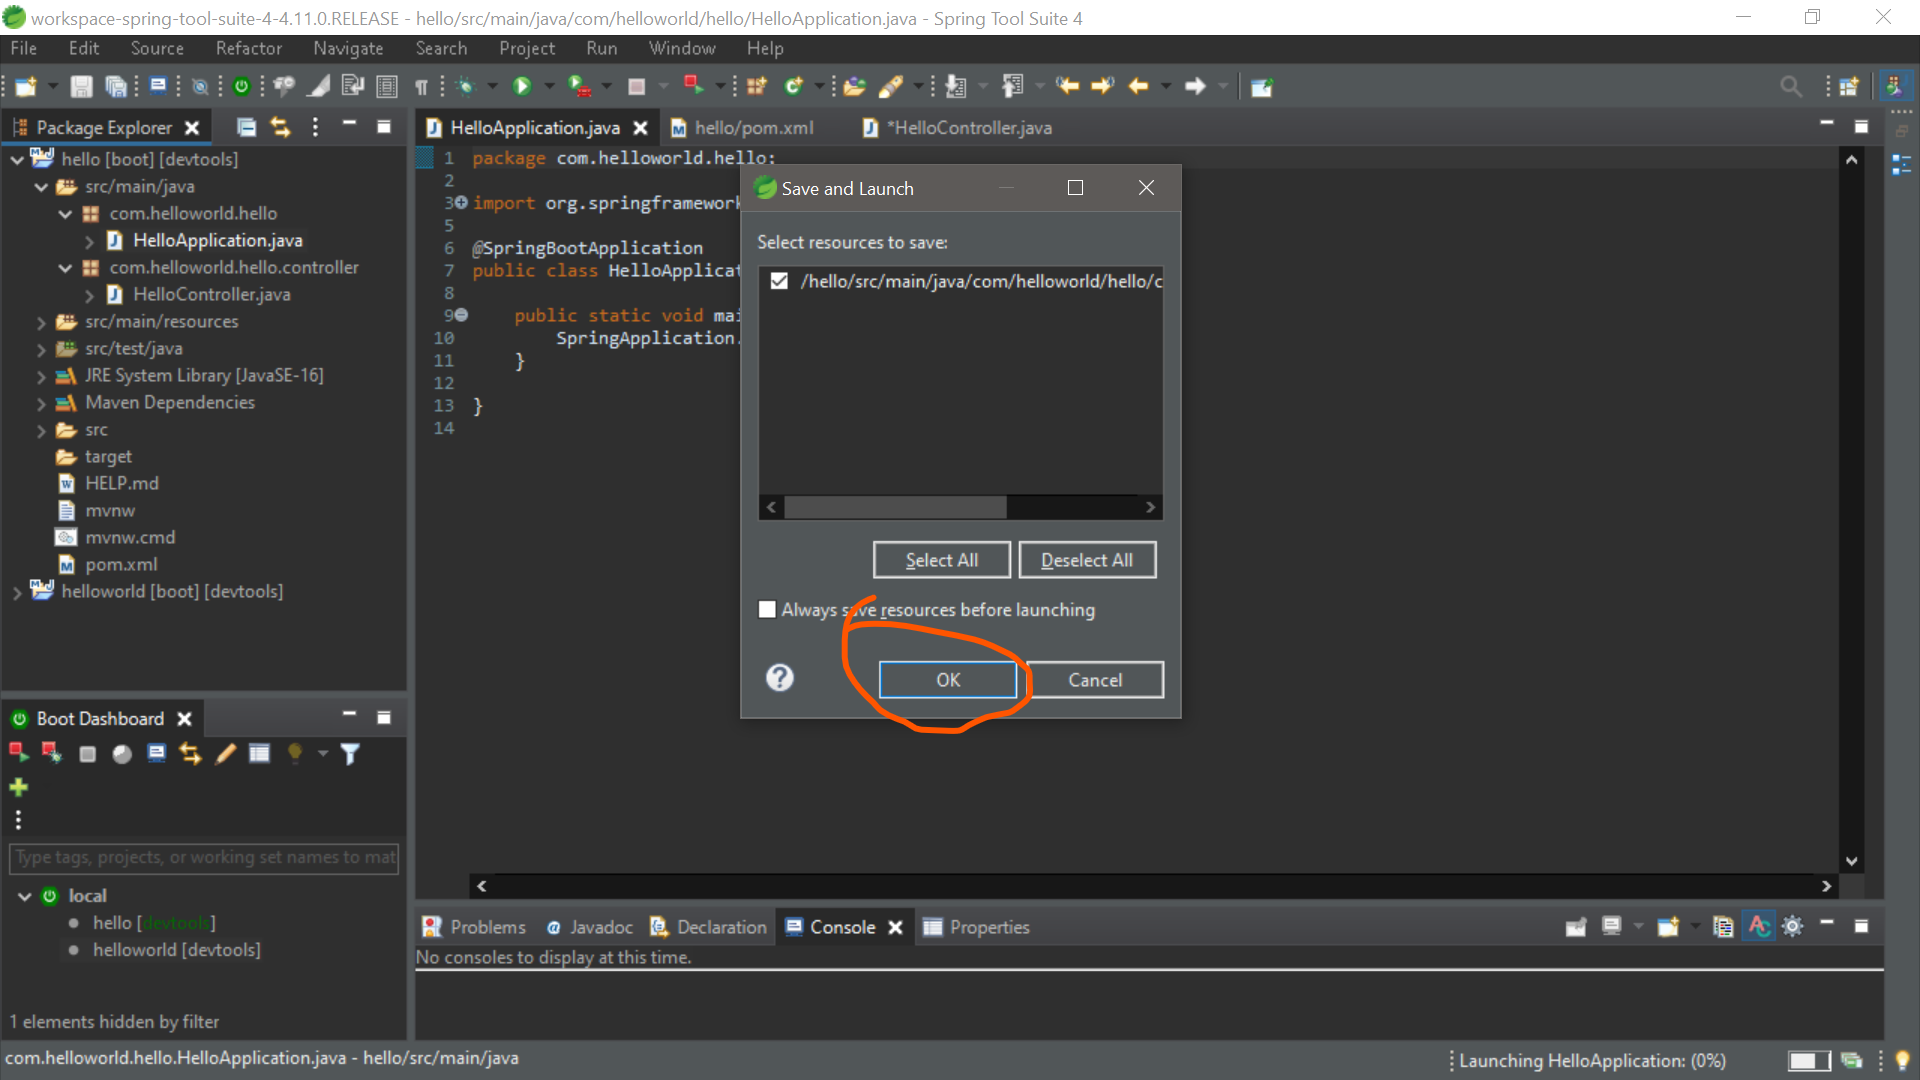 workspace-spring-tool-suite-4-4.11.0.RELEASE - hello/src/main/java/com/helloworld/hello/HelloApplication.java - Spring Tool Suite 4
File Edit Source Refactor Navigate Search Project Run Window Help
Package Explorer
hello [boot] [devtools]
src/main/java
com.helloworld.hello
HelloApplication.java
com.helloworld.hello.controller
HelloController.java
src/main/resources
src/test/java
JRE System Library [JavaSE-16]
Maven Dependencies
src
target
HELP.md
mvnw
mvnw.cmd
pom.xml
helloworld [boot] [devtools]
HelloApplication.java hello/pom.xml *HelloController.java
1 package com.helloworld.hello;
2
3 import org.springframework
5
6 @SpringBootApplication
7 public class HelloApplicat
8
9 public static void mai
10 SpringApplication.
11 }
12
13 }
14
Save and Launch
Select resources to save:
/hello/src/main/java/com/helloworld/hello/c
Select All Deselect All
Always save resources before launching
OK Cancel
Boot Dashboard
Type tags, projects, or working set names to mat
local
hello [devtools]
helloworld [devtools]
1 elements hidden by filter
Problems Javadoc Declaration Console Properties
No consoles to display at this time.
com.helloworld.hello.HelloApplication.java - hello/src/main/java
Launching HelloApplication: (0%)